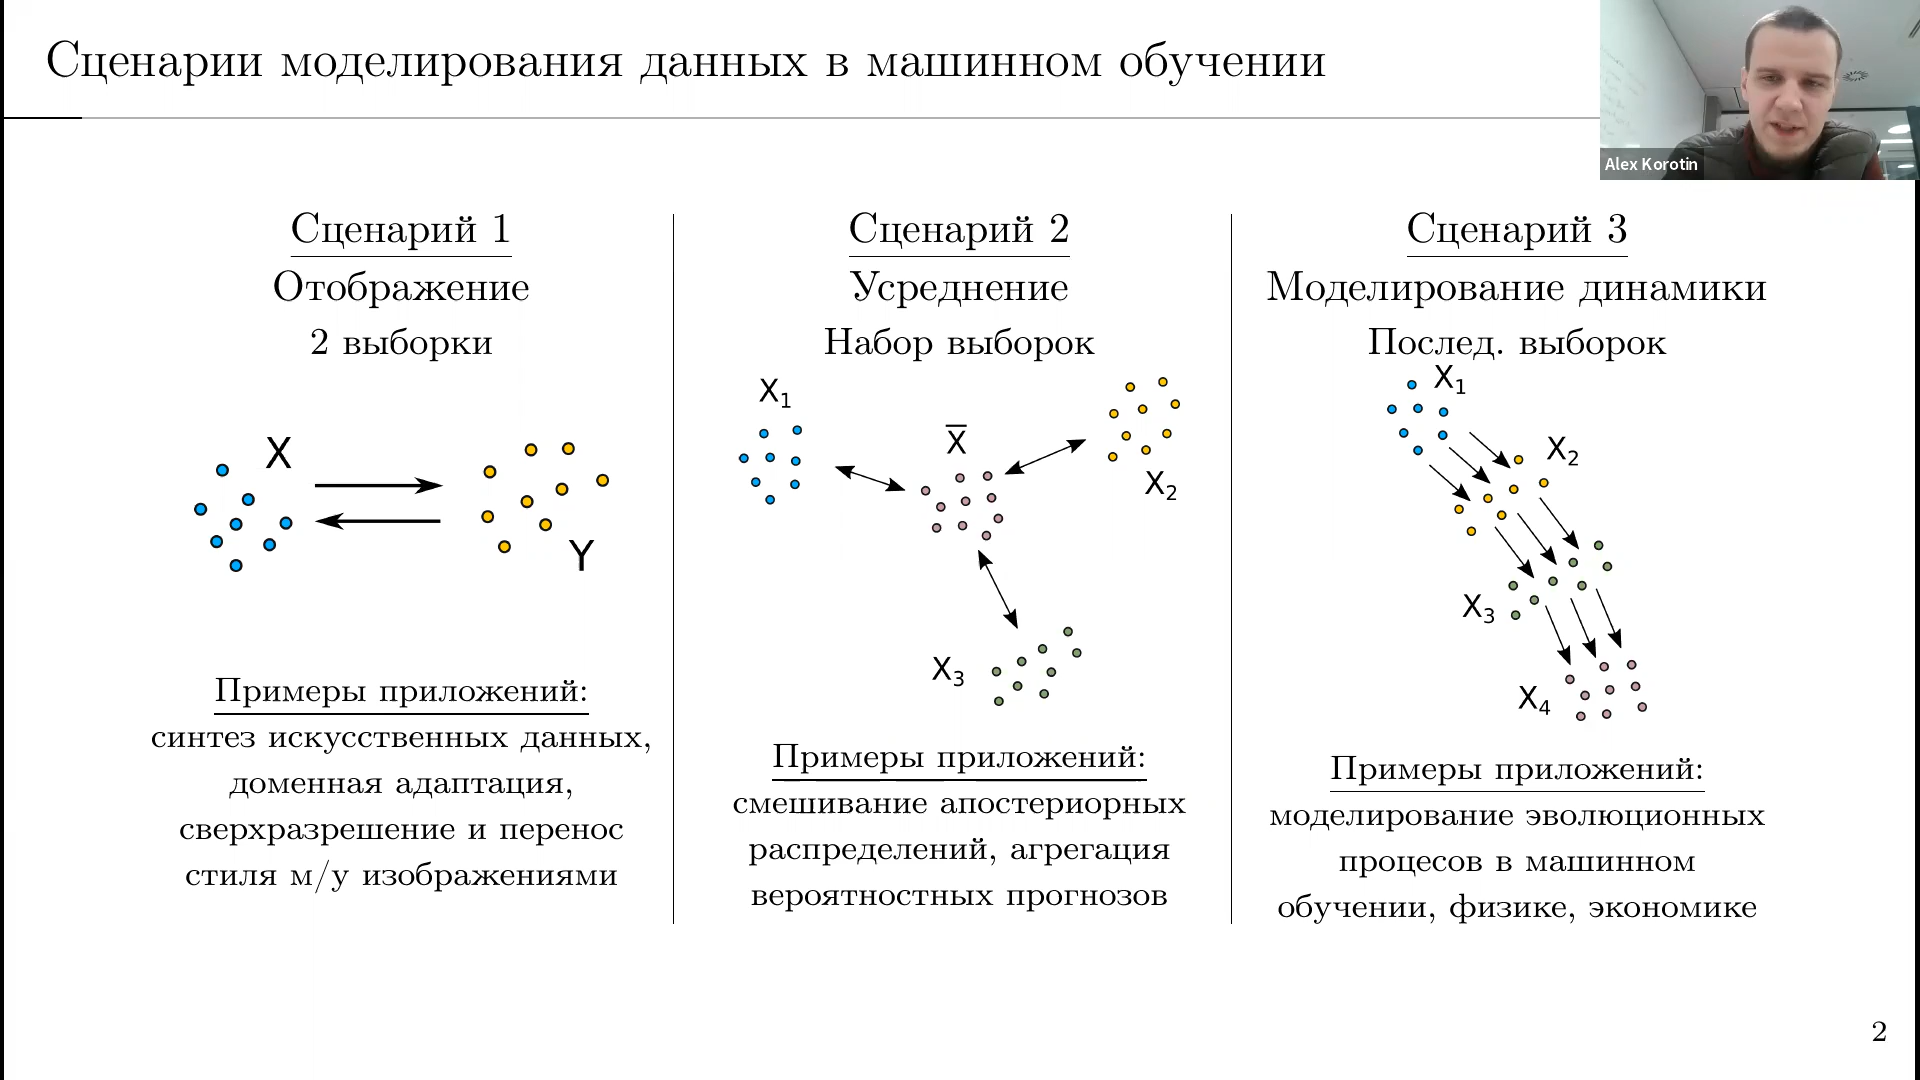 Сценарии моделирования данных в машинном обучении
Alex Korotin
Сценарий 1
Отображение
2 выборки
X
Y
Примеры приложений:
синтез искусственных данных,
доменная адаптация,
сверхразрешение и перенос
стиля м/у изображениями
Сценарий 2
Усреднение
Набор выборок
X₁
X̅
X₂
X₃
Примеры приложений:
смешивание апостериорных
распределений, агрегация
вероятностных прогнозов
Сценарий 3
Моделирование динамики
Послед. выборок
X₁
X₂
X₃
X₄
Примеры приложений:
моделирование эволюционных
процесов в машинном
обучении, физике, экономике
2